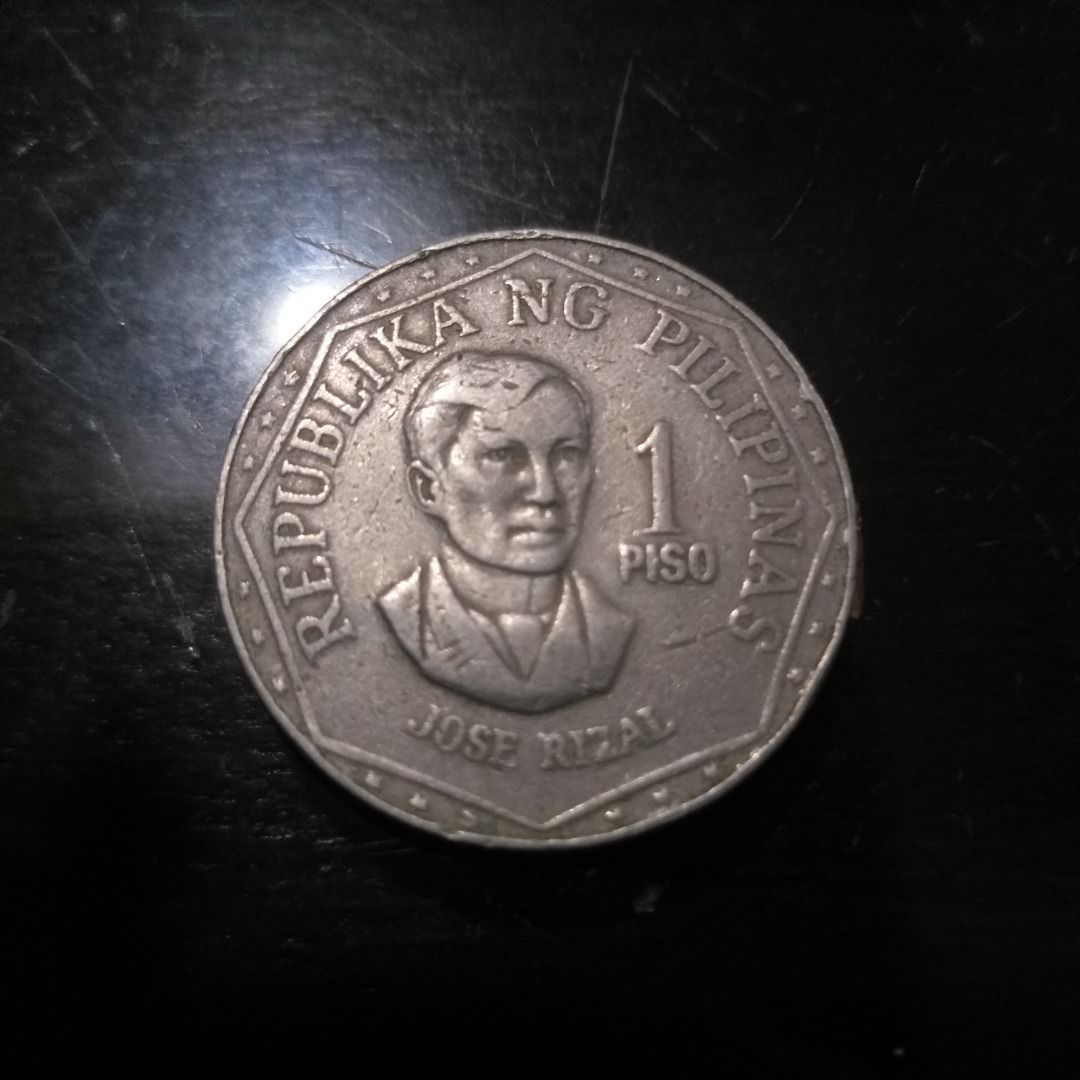 REPUBLIKA NG PILIPINAS
1
PISO
JOSE RIZAL